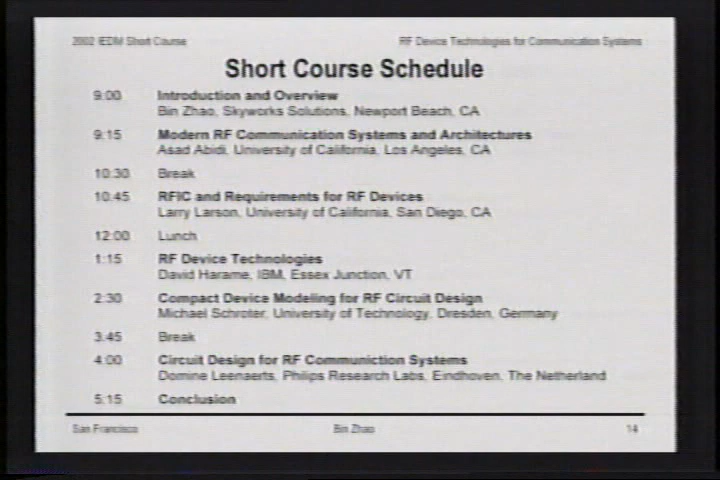 2002 IEDM Short Course RF Device Technologies for Communication Systems
Short Course Schedule
9:00 Introduction and Overview
Bin Zhao, Skyworks Solutions, Newport Beach, CA
9:15 Modern RF Communication Systems and Architectures
Asad Abidi, University of California, Los Angeles, CA
10:30 Break
10:45 RFIC and Requirements for RF Devices
Larry Larson, University of California, San Diego, CA
12:00 Lunch
1:15 RF Device Technologies
David Harame, IBM, Essex Junction, VT
2:30 Compact Device Modeling for RF Circuit Design
Michael Schroter, University of Technology, Dresden, Germany
3:45 Break
4:00 Circuit Design for RF Communiction Systems
Domine Leenaerts, Philips Research Labs, Eindhoven, The Netherland
5:15 Conclusion
San Francisco Bin Zhao 14